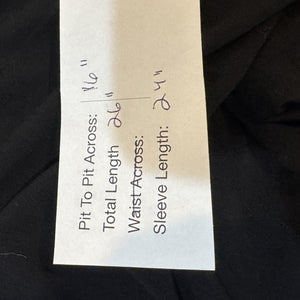 Pit To Pit Across: 16"
Total Length 26"
Waist Across:
Sleeve Length: 24"